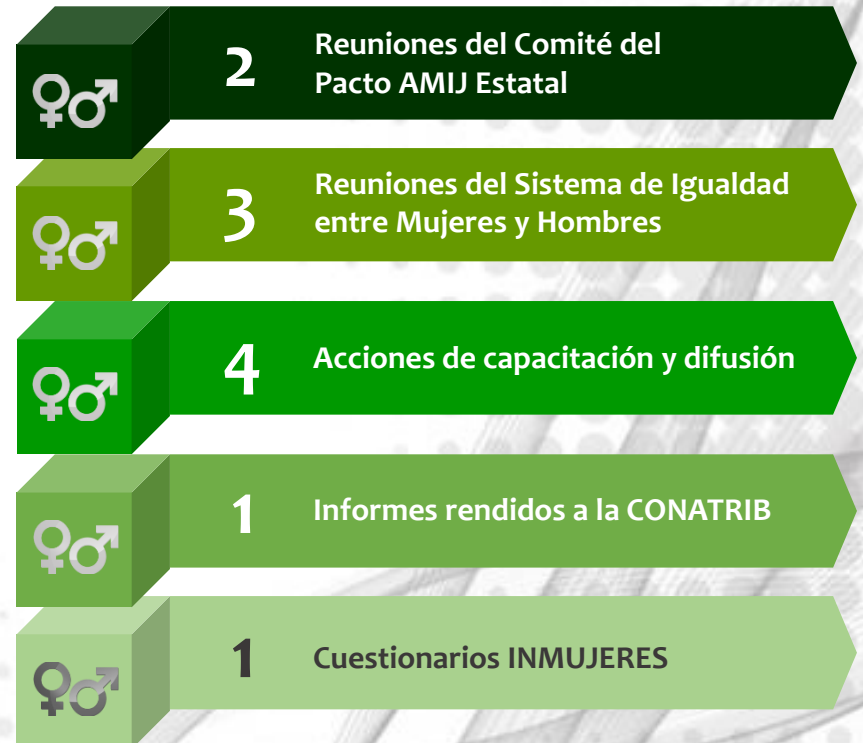 2
Reuniones del Comité del
Pacto AMIJ Estatal
3
Reuniones del Sistema de Igualdad
entre Mujeres y Hombres
4
Acciones de capacitación y difusión
1
Informes rendidos a la CONATRIB
1
Cuestionarios INMUJERES